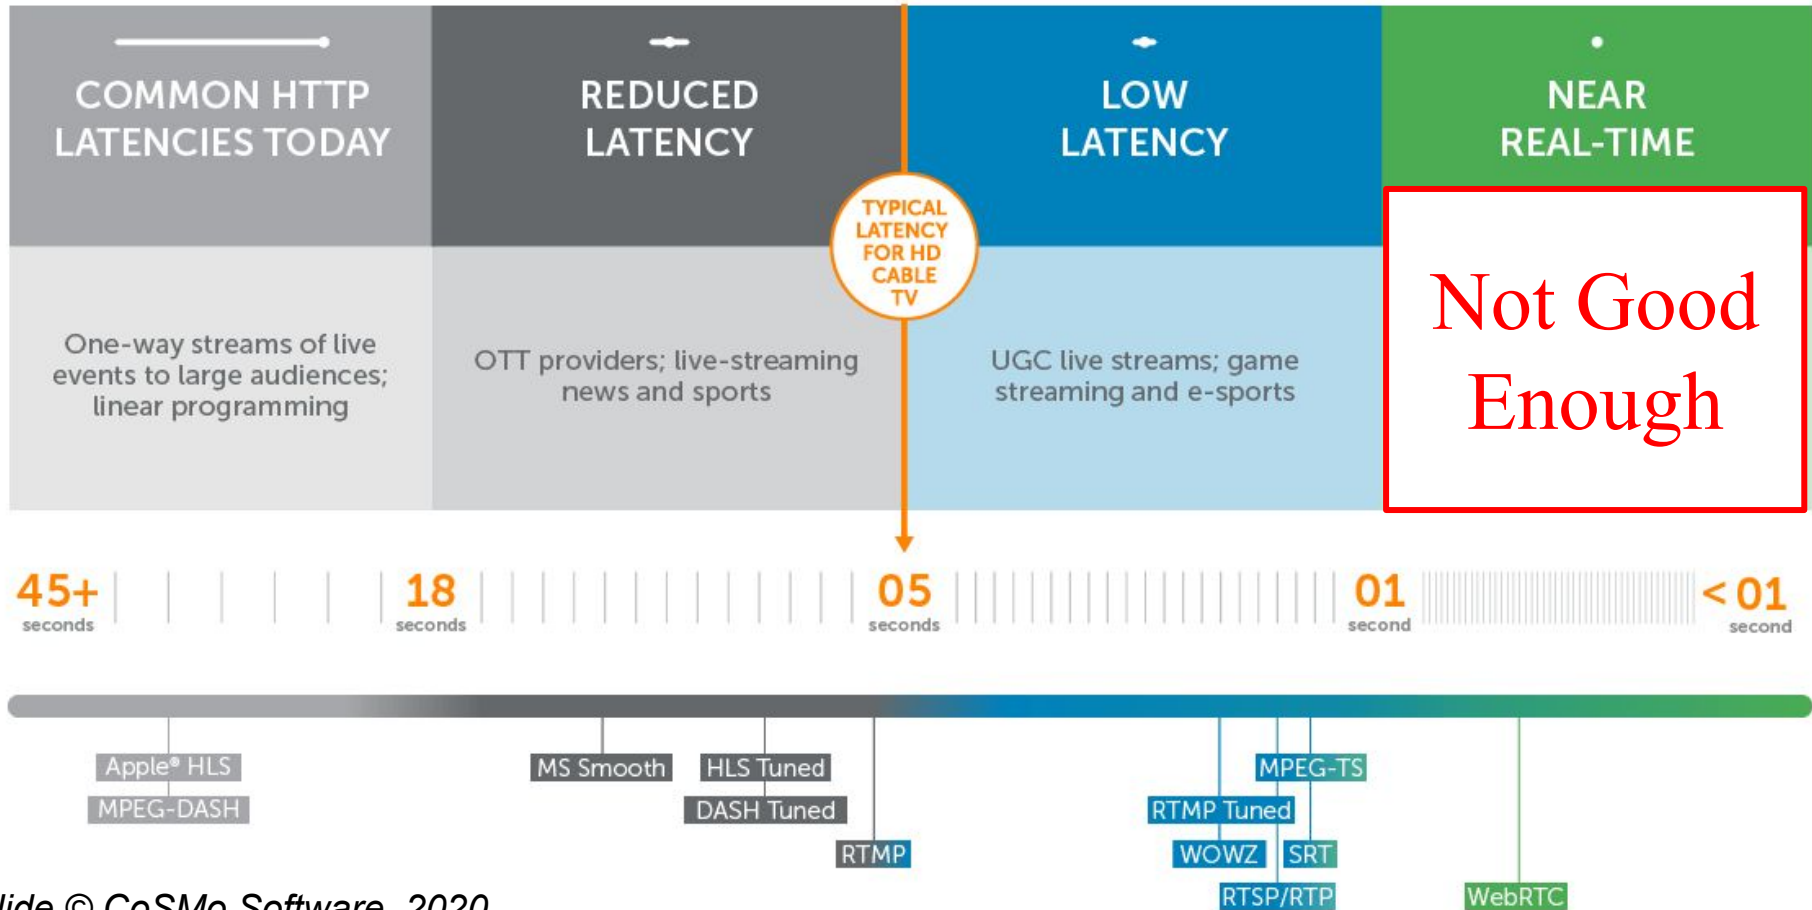 COMMON HTTP
LATENCIES TODAY
REDUCED
LATENCY
LOW
LATENCY
NEAR
REAL-TIME
TYPICAL
LATENCY
FOR HD
CABLE
TV
One-way streams of live
events to large audiences;
linear programming
OTT providers; live-streaming
news and sports
UGC live streams; game
streaming and e-sports
Not Good
Enough
45+
seconds
18
seconds
05
seconds
01
second
< 01
second
Apple® HLS
MPEG-DASH
MS Smooth
HLS Tuned
DASH Tuned
RTMP
MPEG-TS
RTMP Tuned
WOWZ
SRT
RTSP/RTP
WebRTC
© CoSMo Software, 2020